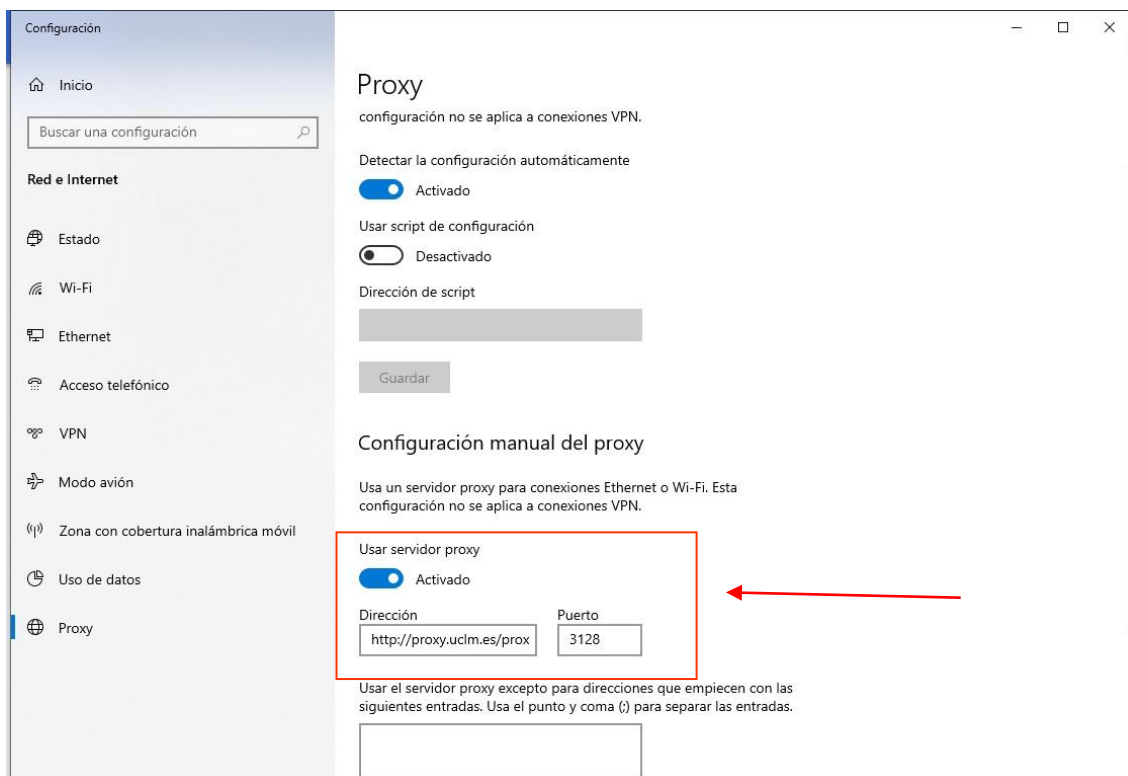 Configuración
Inicio
Buscar una configuración
Red e Internet
Estado
Wi-Fi
Ethernet
Acceso telefónico
VPN
Modo avión
Zona con cobertura inalámbrica móvil
Uso de datos
Proxy
Proxy
configuración no se aplica a conexiones VPN.
Detectar la configuración automáticamente
Activado
Usar script de configuración
Desactivado
Dirección de script
Guardar
Configuración manual del proxy
Usa un servidor proxy para conexiones Ethernet o Wi-Fi. Esta
configuración no se aplica a conexiones VPN.
Usar servidor proxy
Activado
Dirección Puerto
http://proxy.uclm.es/prox 3128
Usar el servidor proxy excepto para direcciones que empiecen con las
siguientes entradas. Usa el punto y coma (;) para separar las entradas.